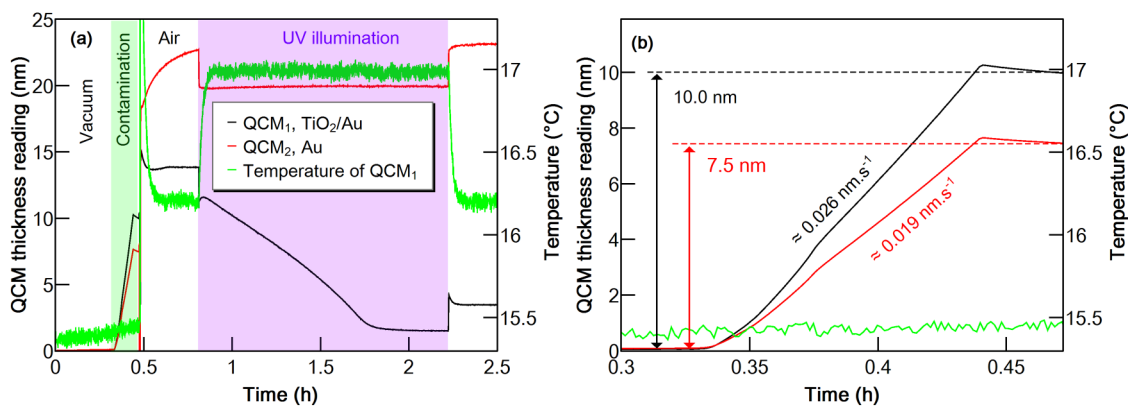 (a)
Vacuum
Contamination
Air
UV illumination
QCM₁, TiO₂/Au
QCM₂, Au
Temperature of QCM₁
QCM thickness reading (nm)
25
20
15
10
5
0
0
0.5
1
1.5
2
2.5
Time (h)
17
16.5
16
15.5
Temperature (°C)
(b)
10.0 nm
7.5 nm
≈ 0.026 nm.s⁻¹
≈ 0.019 nm.s⁻¹
QCM thickness reading (nm)
10
8
6
4
2
0
0.3
0.35
0.4
0.45
Time (h)
17
16.5
16
15.5
Temperature (°C)